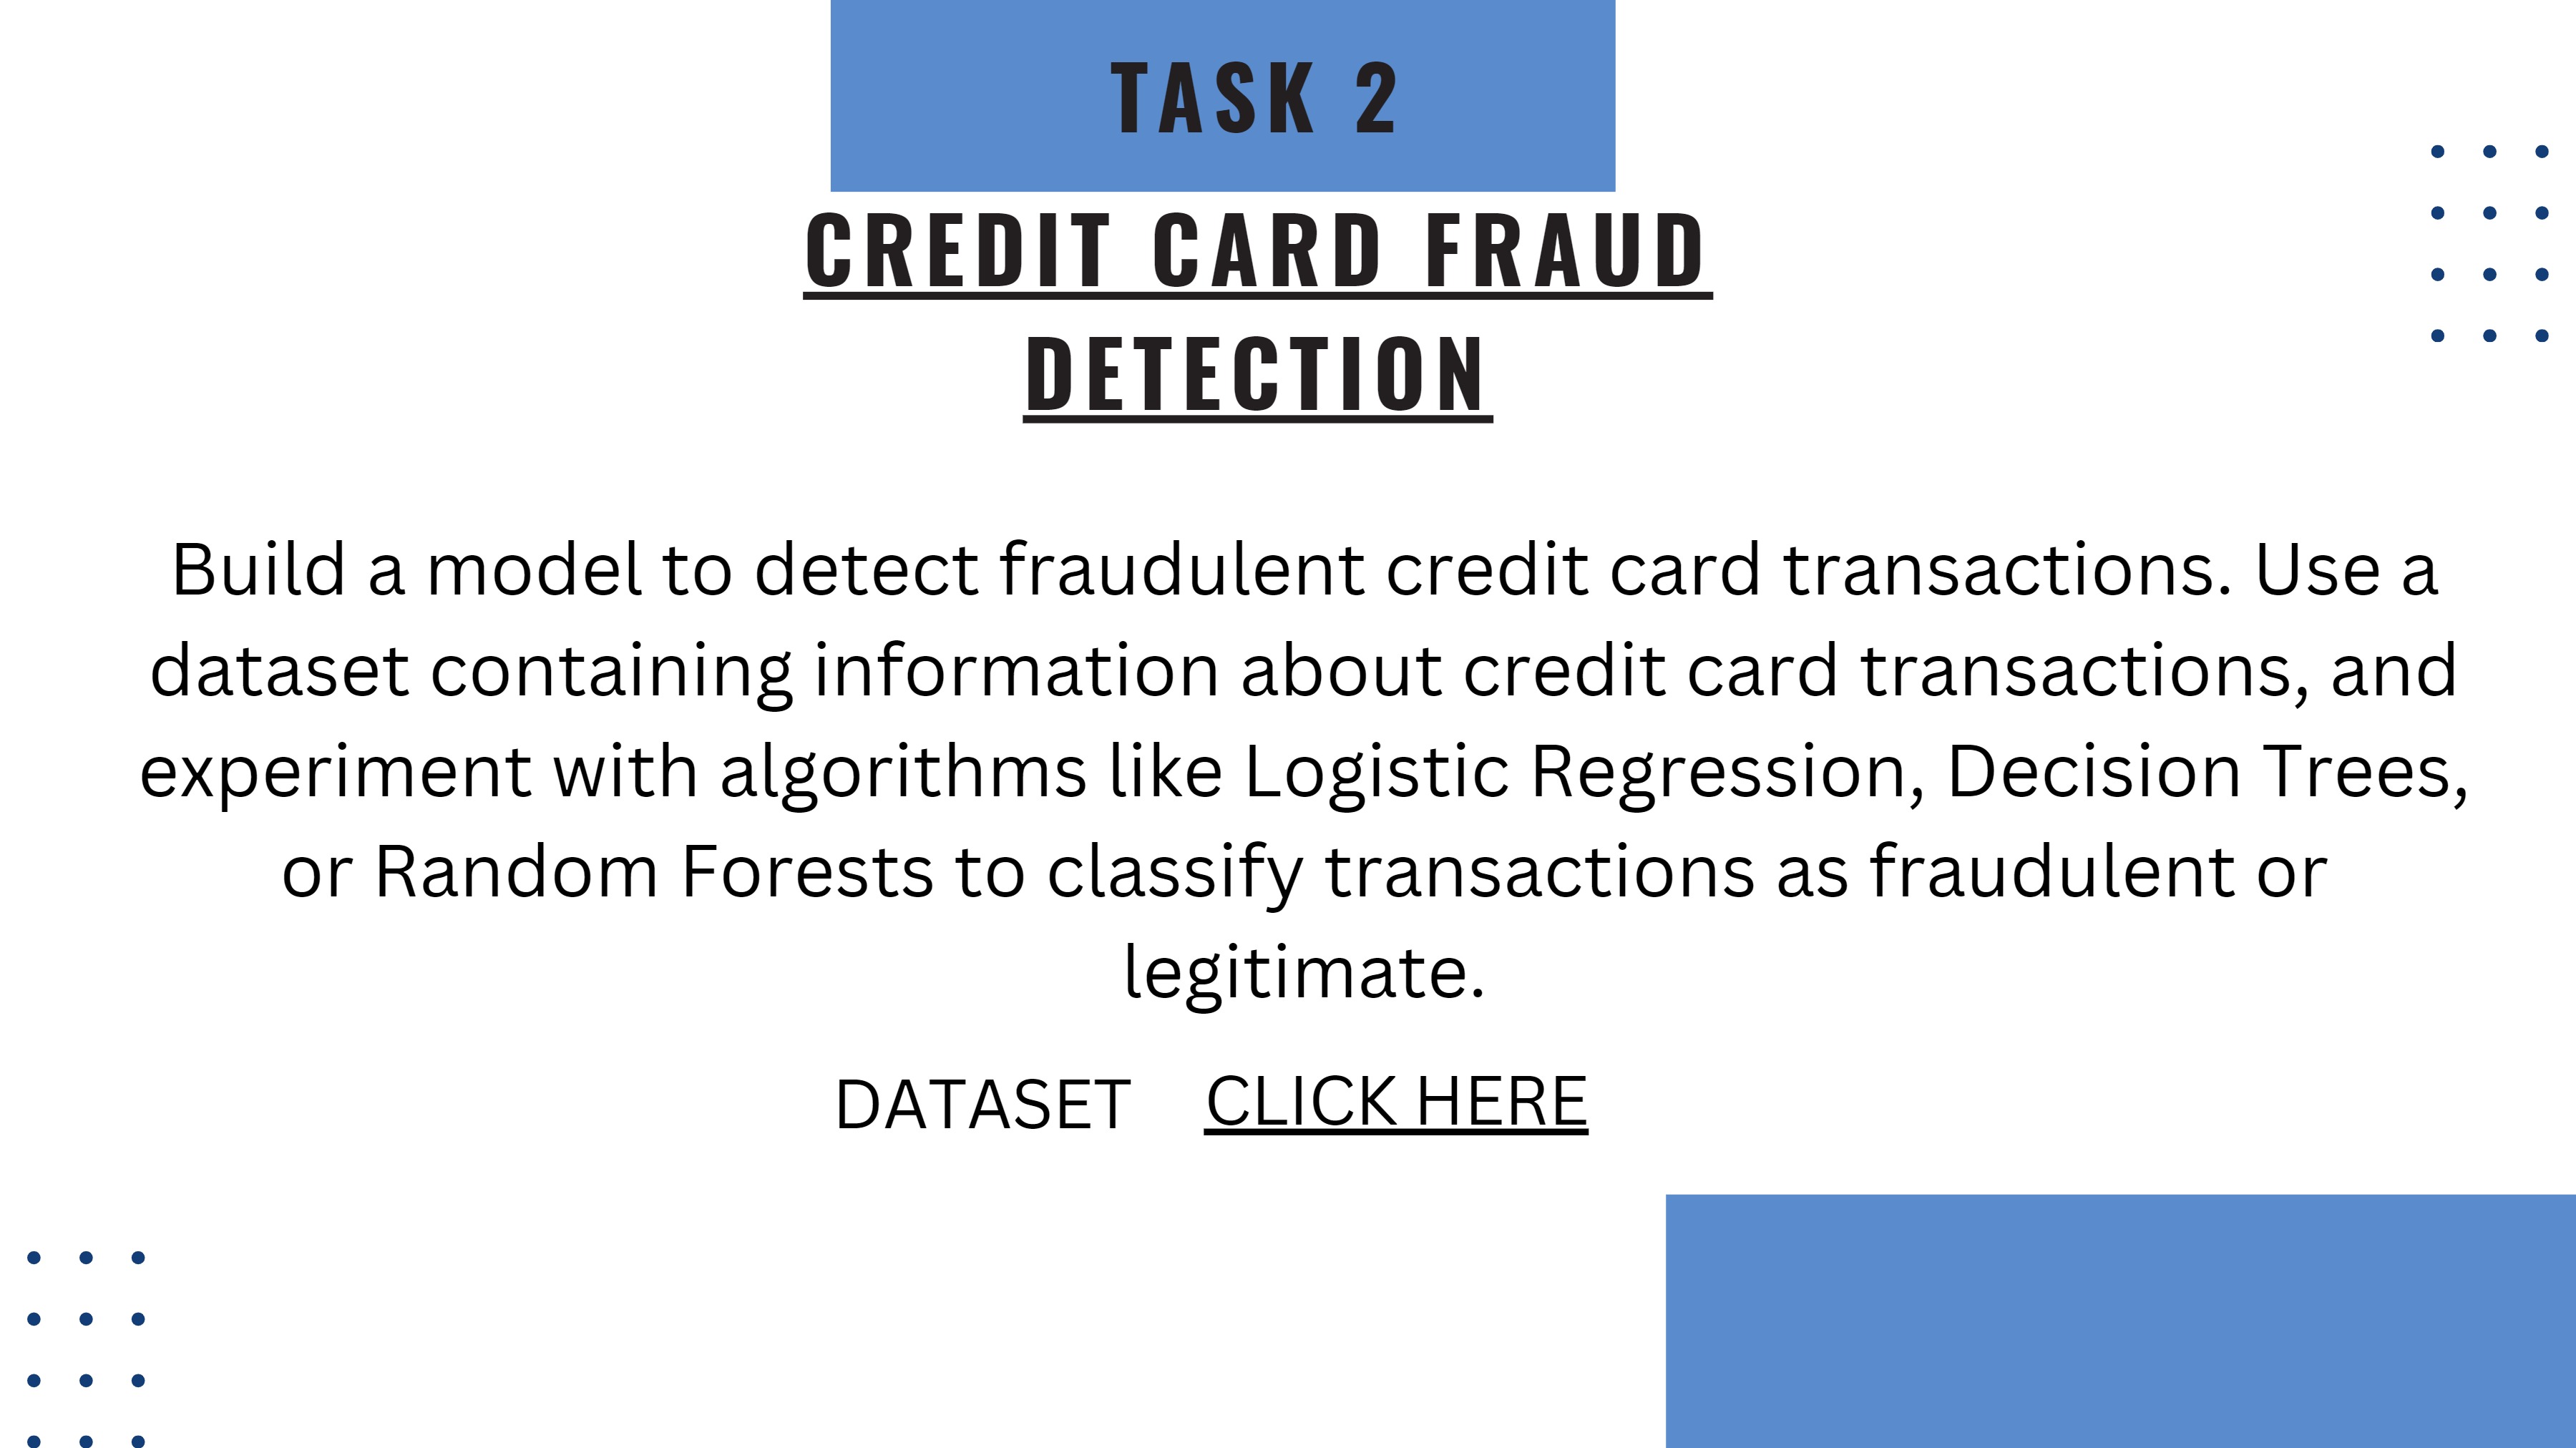 TASK 2
CREDIT CARD FRAUD
DETECTION
Build a model to detect fraudulent credit card transactions. Use a
dataset containing information about credit card transactions, and
experiment with algorithms like Logistic Regression, Decision Trees,
or Random Forests to classify transactions as fraudulent or
legitimate.
DATASET CLICK HERE